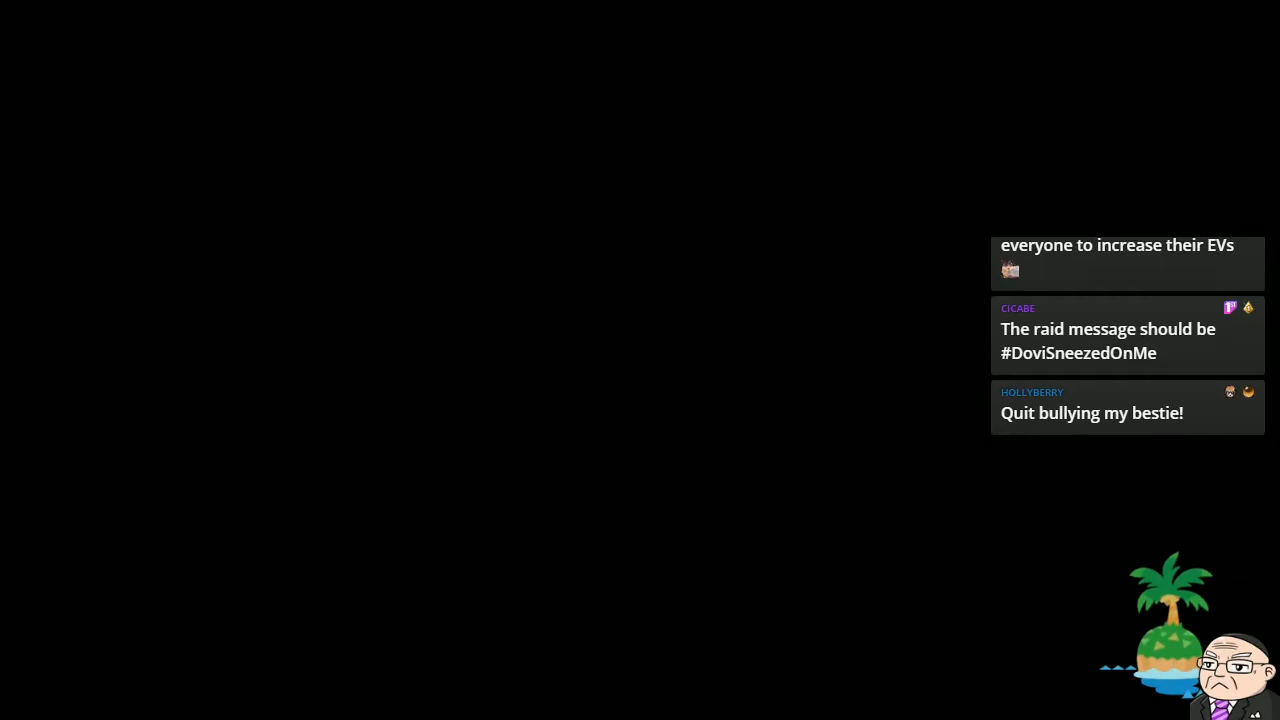 everyone to increase their EVs
CICABE
The raid message should be
#DoviSneezedOnMe
HOLLYBERRY
Quit bullying my bestie!